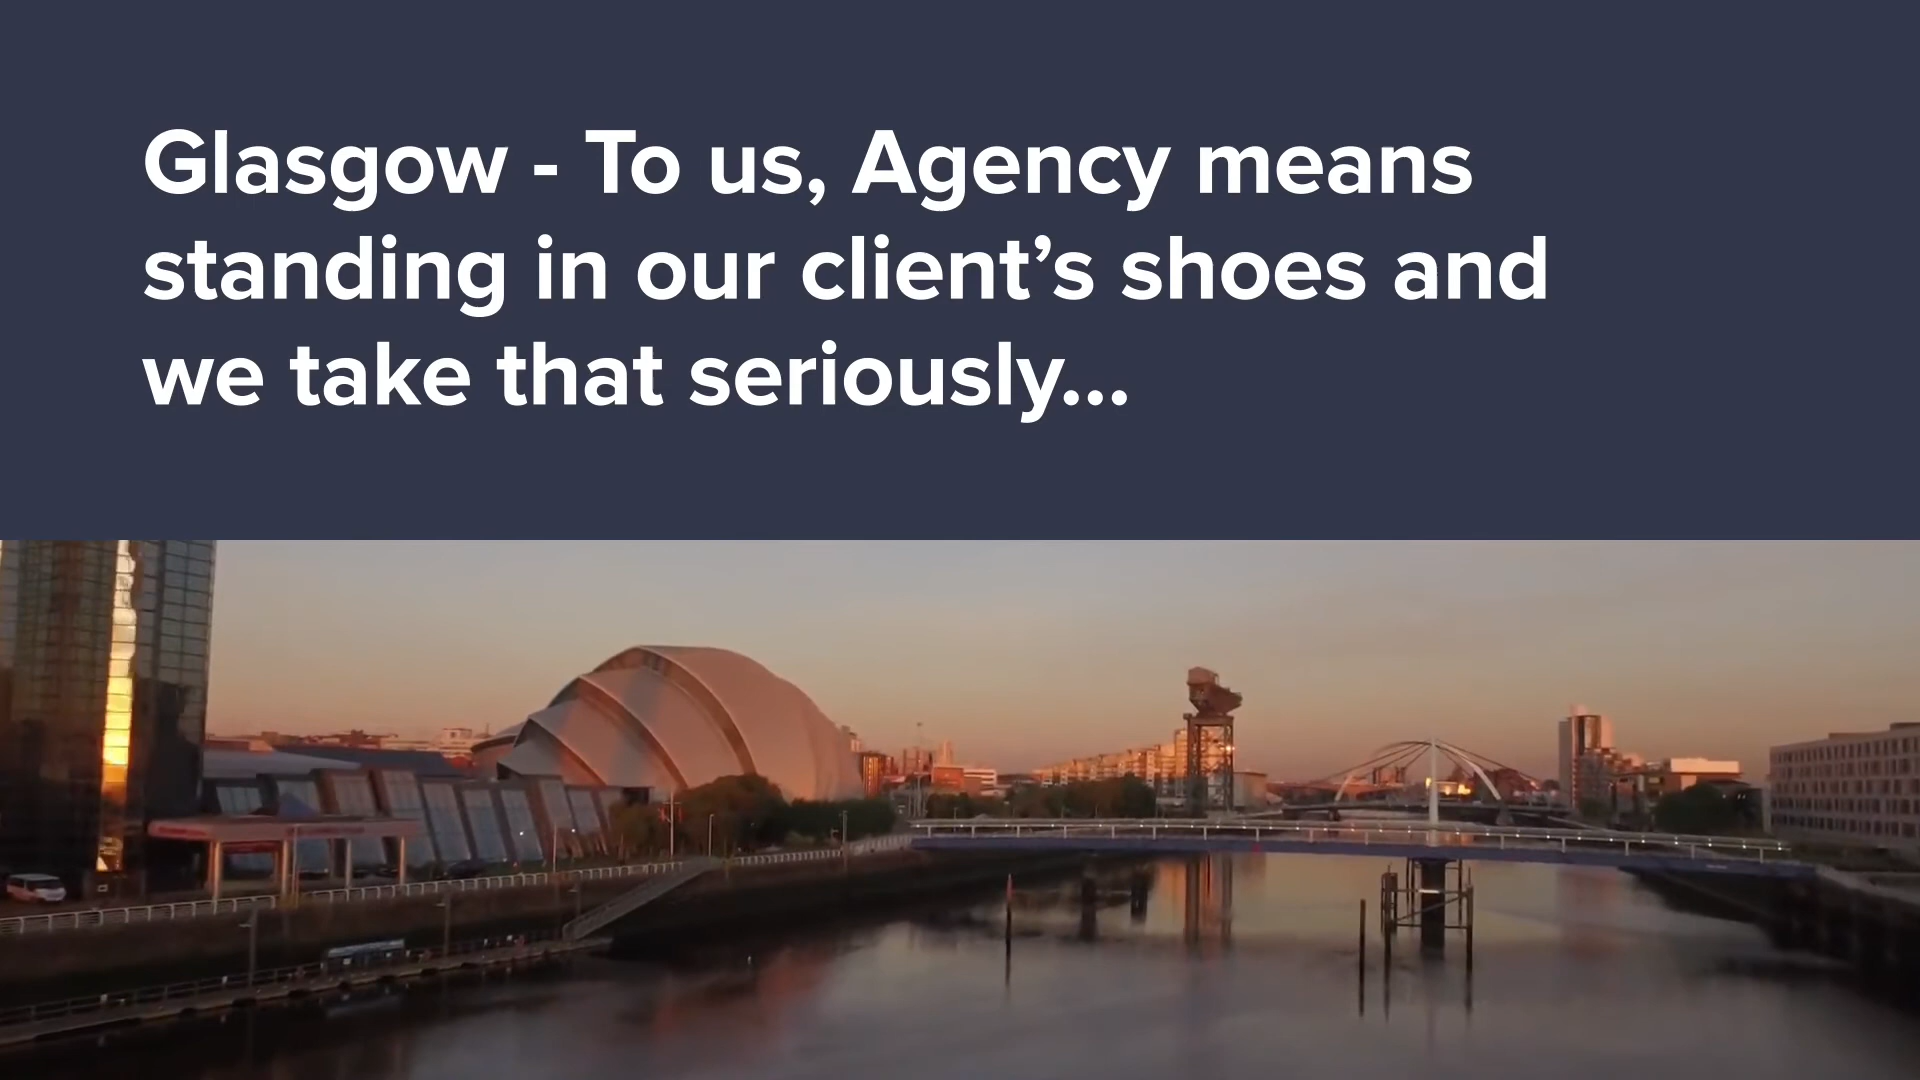 Glasgow - To us, Agency means
standing in our client’s shoes and
we take that seriously...